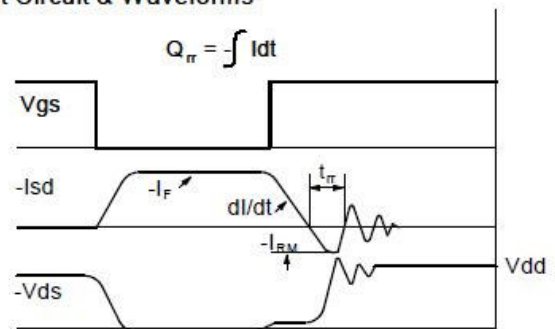 t Circuit & Waveforms
Qrr = -∫ Idt
Vgs
-Isd
-IF
trr
dI/dt
-IRM
Vdd
-Vds